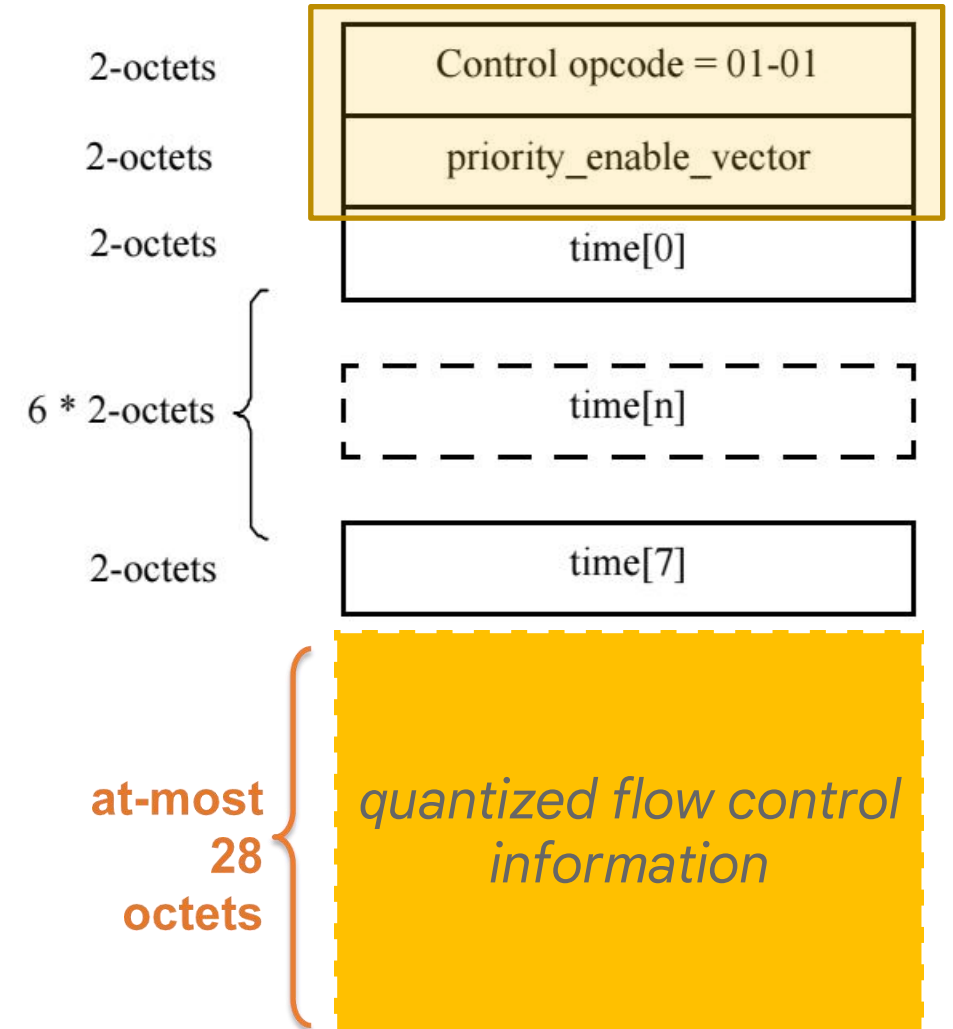 2-octets Control opcode = 01-01
2-octets priority_enable_vector
2-octets time[0]
6 * 2-octets time[n]
2-octets time[7]
at-most
28
octets
quantized flow control
information